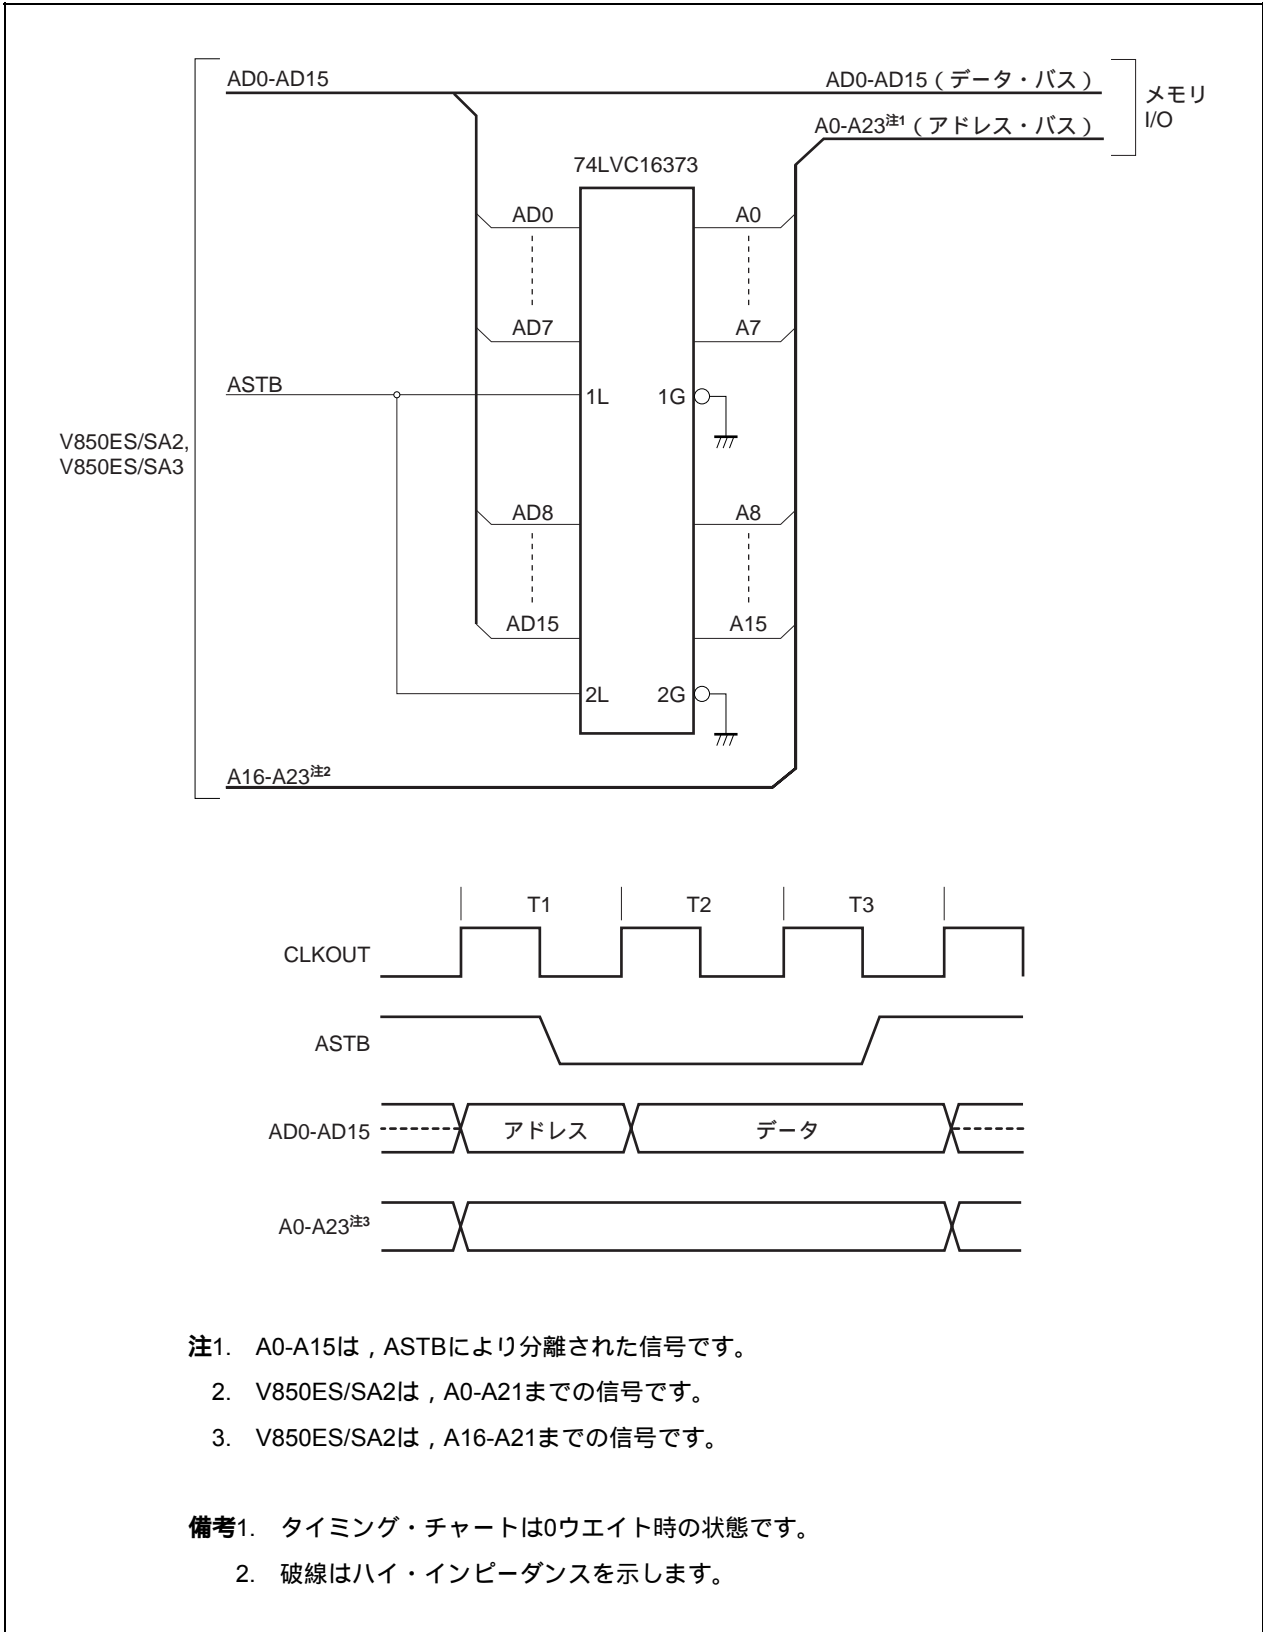 AD0-AD15
AD0-AD15（データ・バス）
メモリ
I/O
A0-A23注1（アドレス・バス）
74LVC16373
AD0
A0
AD7
A7
ASTB
1L
1G
V850ES/SA2,
V850ES/SA3
AD8
A8
AD15
A15
2L
2G
A16-A23注2
T1
T2
T3
CLKOUT
ASTB
AD0-AD15
アドレス
データ
A0-A23注3
注1. A0-A15は，ASTBにより分離された信号です。
2. V850ES/SA2は，A0-A21までの信号です。
3. V850ES/SA2は，A16-A21までの信号です。
備考1. タイミング・チャートは0ウエイト時の状態です。
2. 破線はハイ・インピーダンスを示します。